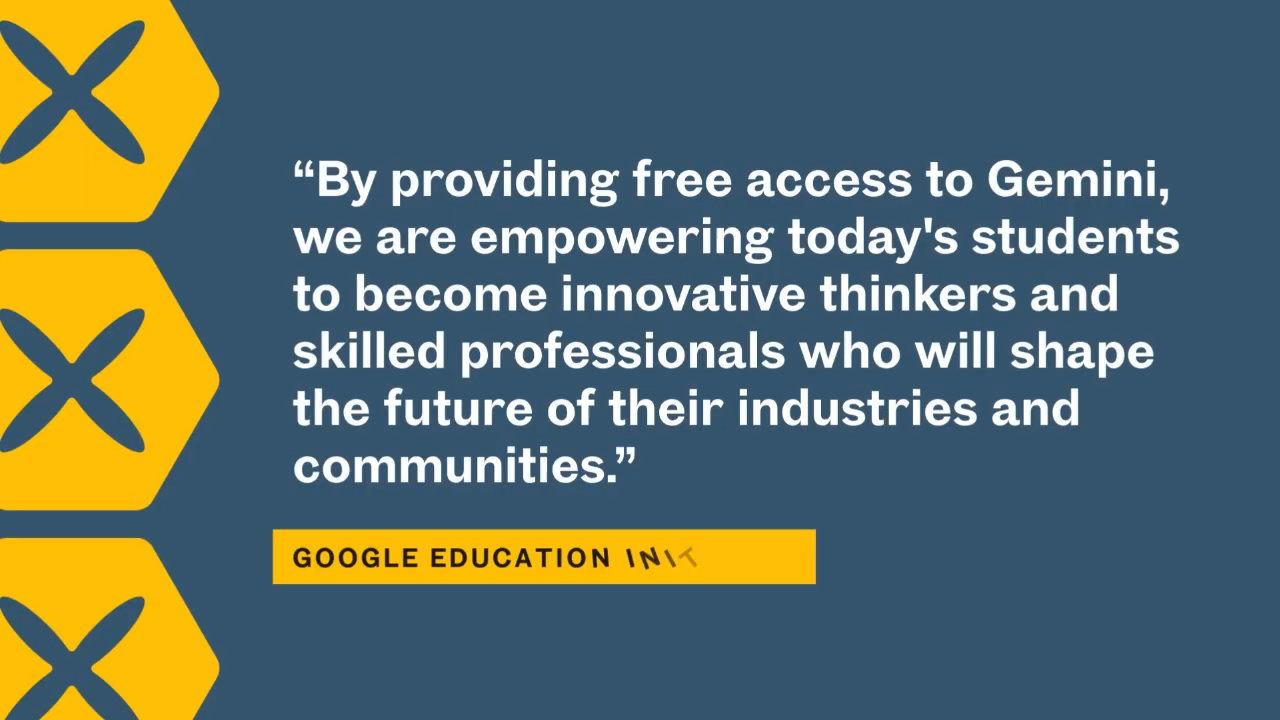 “By providing free access to Gemini,
we are empowering today's students
to become innovative thinkers and
skilled professionals who will shape
the future of their industries and
communities.”
GOOGLE EDUCATION INIT